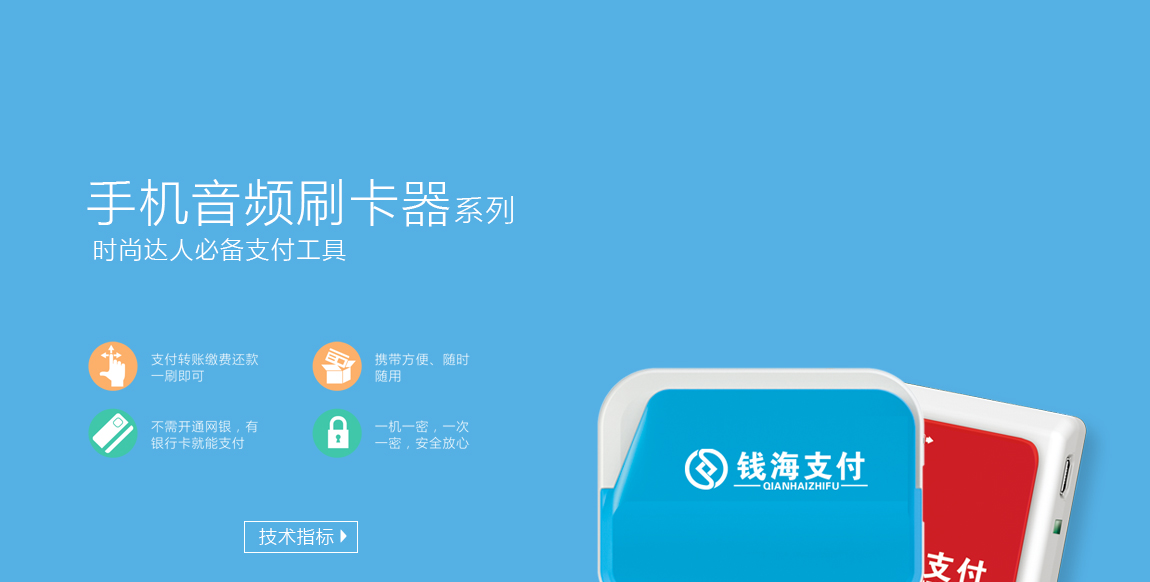 手机音频刷卡器系列
时尚达人必备支付工具
支付转账缴费还款
一刷即可
携带方便、随时
随用
不需开通网银，有
银行卡就能支付
一机一密，一次
一密，安全放心
技术指标
钱海支付
QIANHAIZHIFU
支付